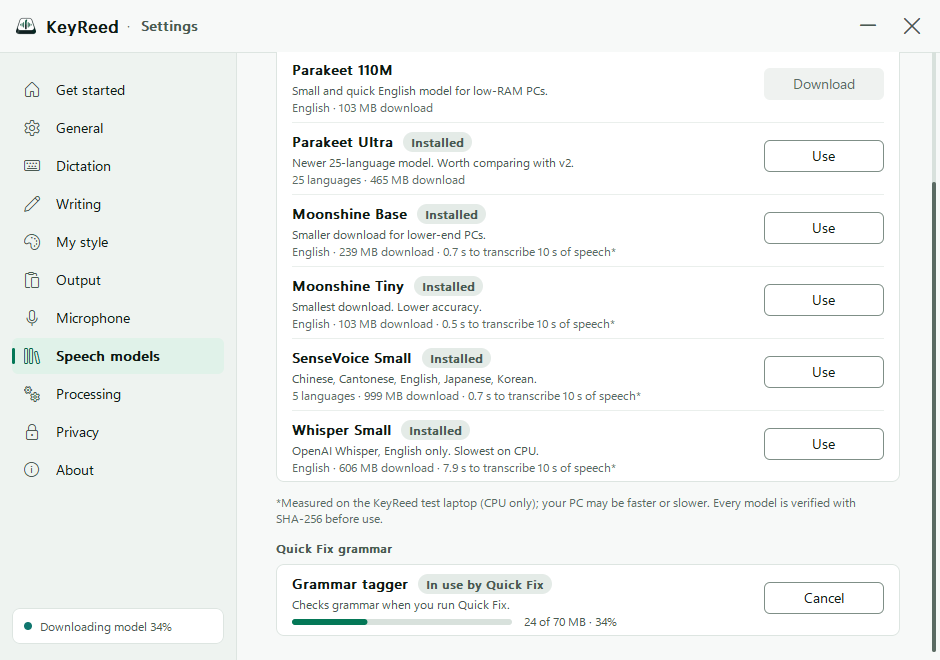 KeyReed · Settings
Get started
General
Dictation
Writing
My style
Output
Microphone
Speech models
Processing
Privacy
About
Downloading model 34%
Parakeet 110M
Small and quick English model for low-RAM PCs.
English · 103 MB download
Download
Parakeet Ultra Installed
Newer 25-language model. Worth comparing with v2.
25 languages · 465 MB download
Use
Moonshine Base Installed
Smaller download for lower-end PCs.
English · 239 MB download · 0.7 s to transcribe 10 s of speech*
Use
Moonshine Tiny Installed
Smallest download. Lower accuracy.
English · 103 MB download · 0.5 s to transcribe 10 s of speech*
Use
SenseVoice Small Installed
Chinese, Cantonese, English, Japanese, Korean.
5 languages · 999 MB download · 0.7 s to transcribe 10 s of speech*
Use
Whisper Small Installed
OpenAI Whisper, English only. Slowest on CPU.
English · 606 MB download · 7.9 s to transcribe 10 s of speech*
Use
*Measured on the KeyReed test laptop (CPU only); your PC may be faster or slower. Every model is verified with
SHA-256 before use.
Quick Fix grammar
Grammar tagger In use by Quick Fix
Checks grammar when you run Quick Fix.
24 of 70 MB · 34%
Cancel